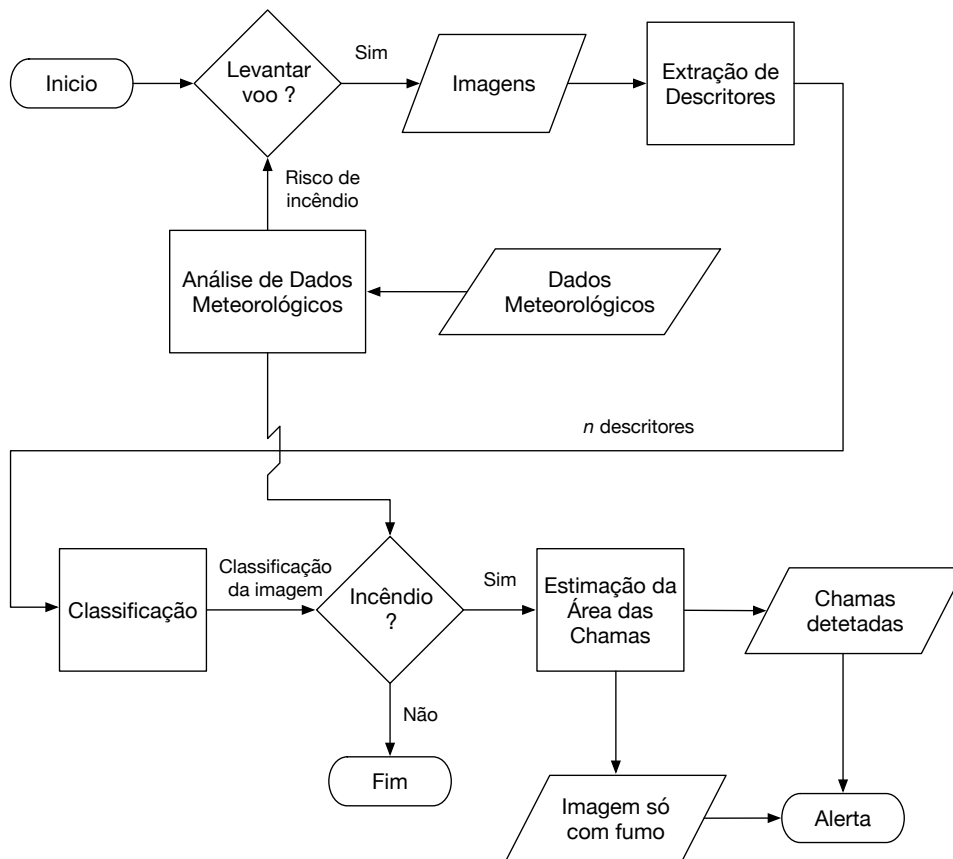 Inicio
Levantar
voo ?
Sim
Imagens
Extração de
Descritores
Risco de
incêndio
Análise de Dados
Meteorológicos
Dados
Meteorológicos
n descritores
Classificação
Classificação
da imagem
Incêndio
?
Sim
Estimação da
Área das
Chamas
Chamas
detetadas
Não
Fim
Imagem só
com fumo
Alerta